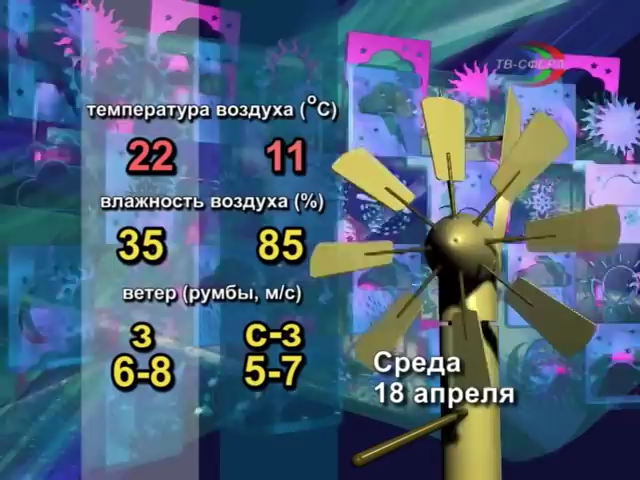 ТВ-СФЕРА
температура воздуха (°С)
22 11
влажность воздуха (%)
35 85
ветер (румбы, м/с)
з с-з
6-8 5-7
Среда
18 апреля